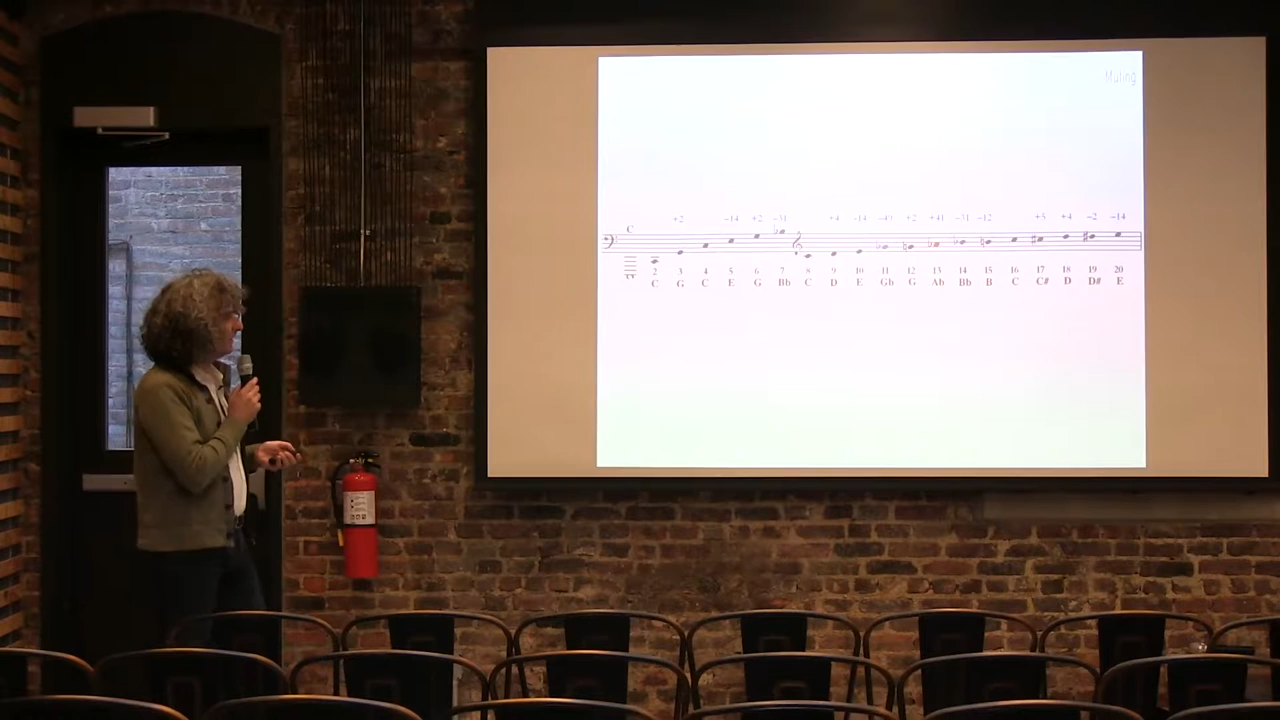 Muling
C +2 -14 +2 -31 +4 -14 -49 +2 +41 -31 -12 +5 +4 -2 -14
2 3 4 5 6 7 8 9 10 11 12 13 14 15 16 17 18 19 20
C G C E G Bb C D E Gb G Ab Bb B C C# D D# E